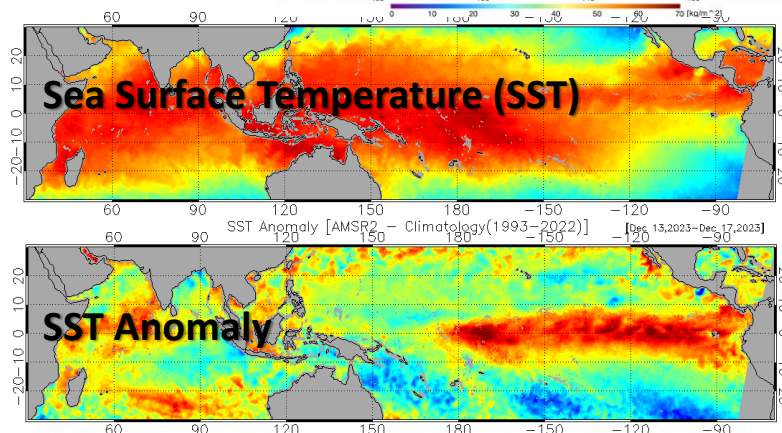 0 10 20 30 40 50 60 70 [kg/m^2]
20
10
0
−10
−20
Sea Surface Temperature (SST)
60 90 120 150 180 −150 −120 −90
SST Anomaly [AMSR2 − Climatology(1993−2022)] [Dec 13,2023−Dec 17,2023]
60 90 120 150 180 −150 −120 −90
20
10
0
−10
−20
SST Anomaly
60 90 120 150 180 −150 −120 −90